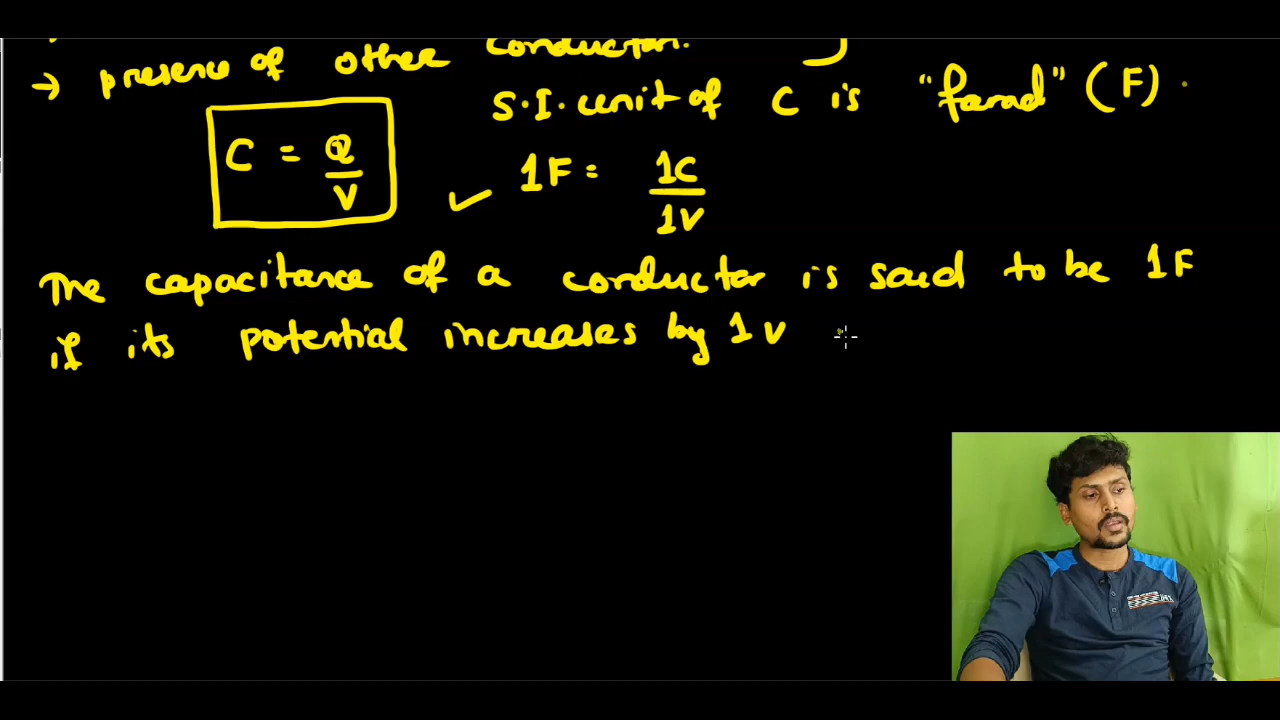 → presence of other conductor.
S.I. unit of C is "farad" (F).
C = Q/V
1F = 1C/1V
The capacitance of a conductor is said to be 1F
if its potential increases by 1V